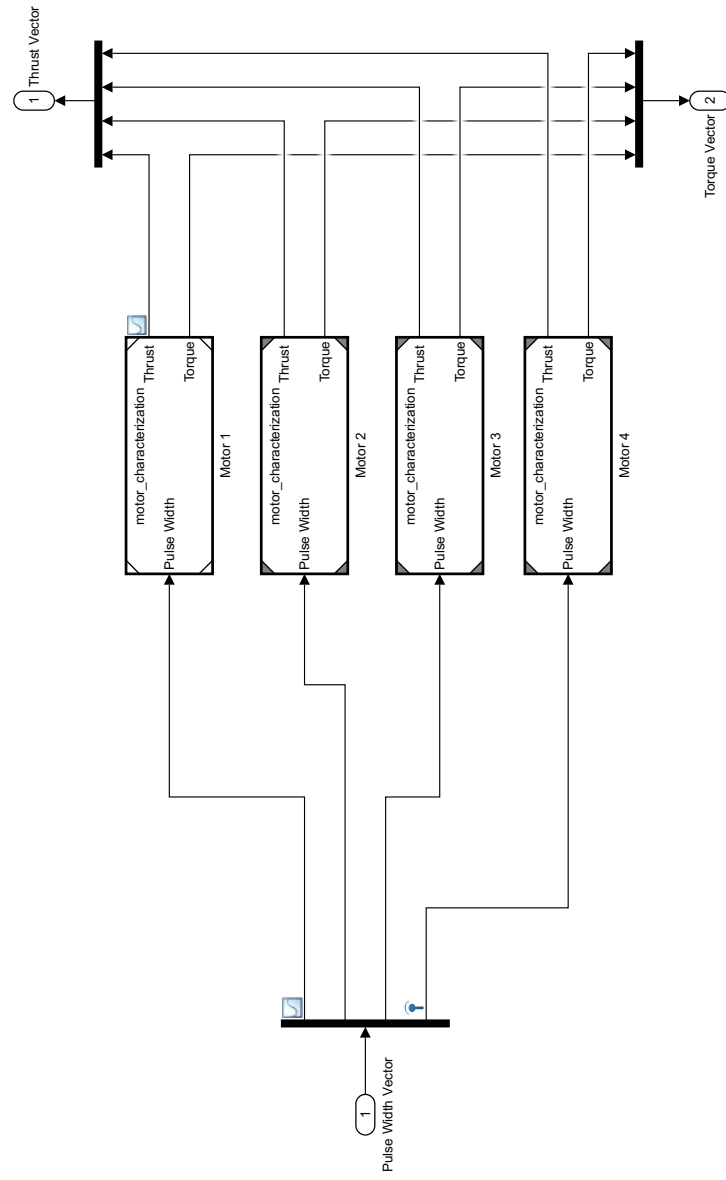 1
Pulse Width Vector
motor_characterization
Pulse Width
Thrust
Torque
Motor 1
motor_characterization
Pulse Width
Thrust
Torque
Motor 2
motor_characterization
Pulse Width
Thrust
Torque
Motor 3
motor_characterization
Pulse Width
Thrust
Torque
Motor 4
1
Thrust Vector
2
Torque Vector